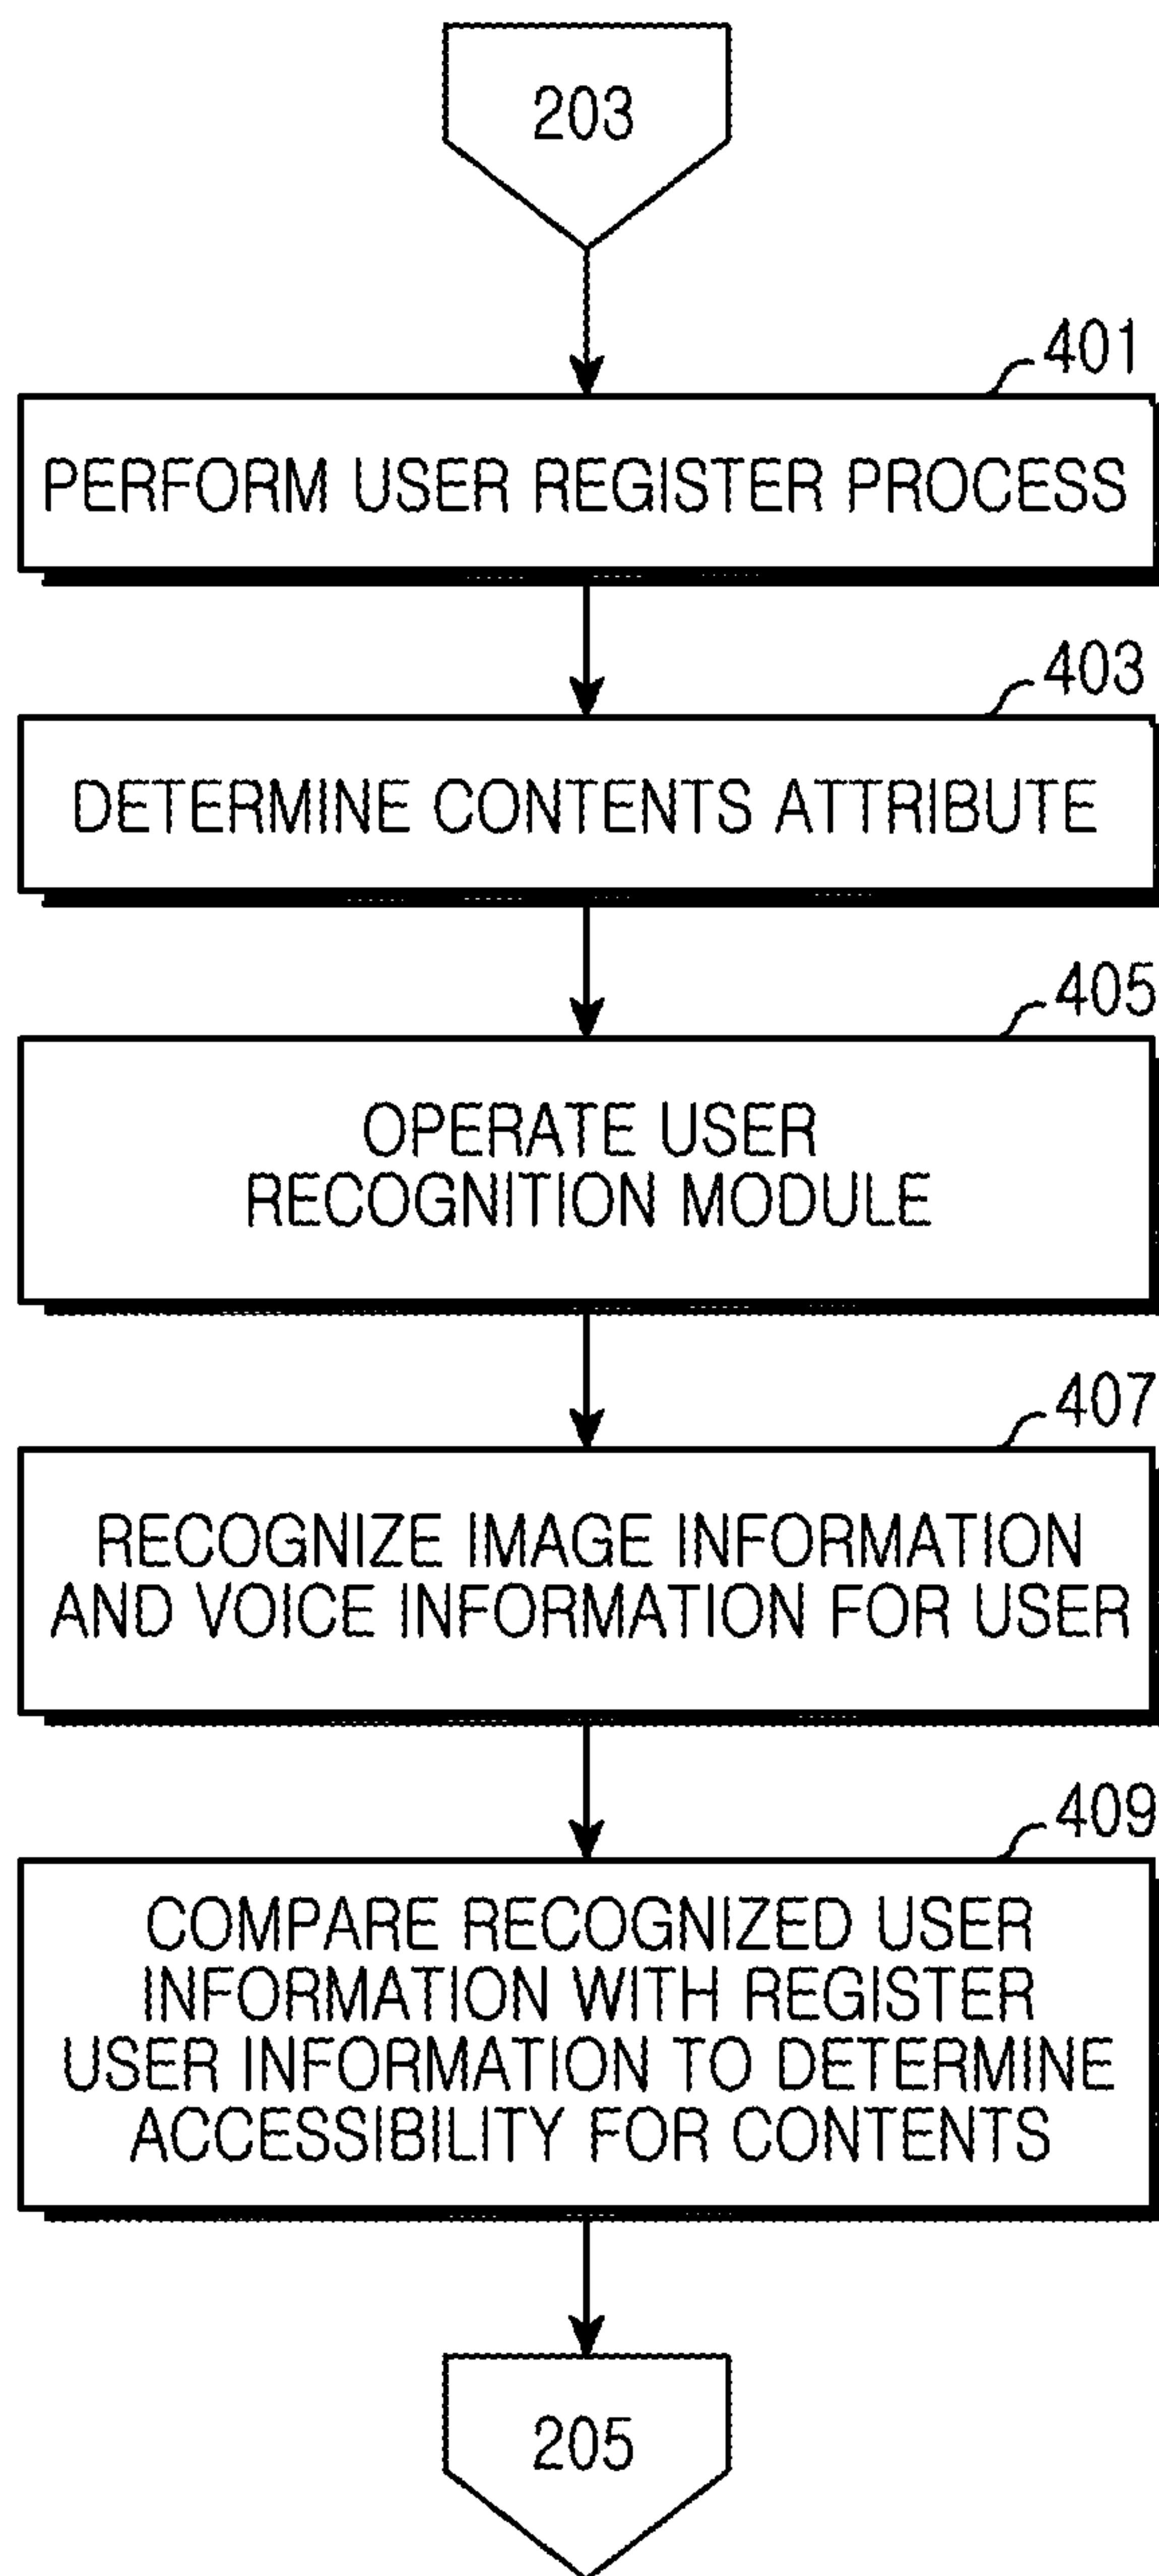 203
401
PERFORM USER REGISTER PROCESS
403
DETERMINE CONTENTS ATTRIBUTE
405
OPERATE USER
RECOGNITION MODULE
407
RECOGNIZE IMAGE INFORMATION
AND VOICE INFORMATION FOR USER
409
COMPARE RECOGNIZED USER
INFORMATION WITH REGISTER
USER INFORMATION TO DETERMINE
ACCESSIBILITY FOR CONTENTS
205